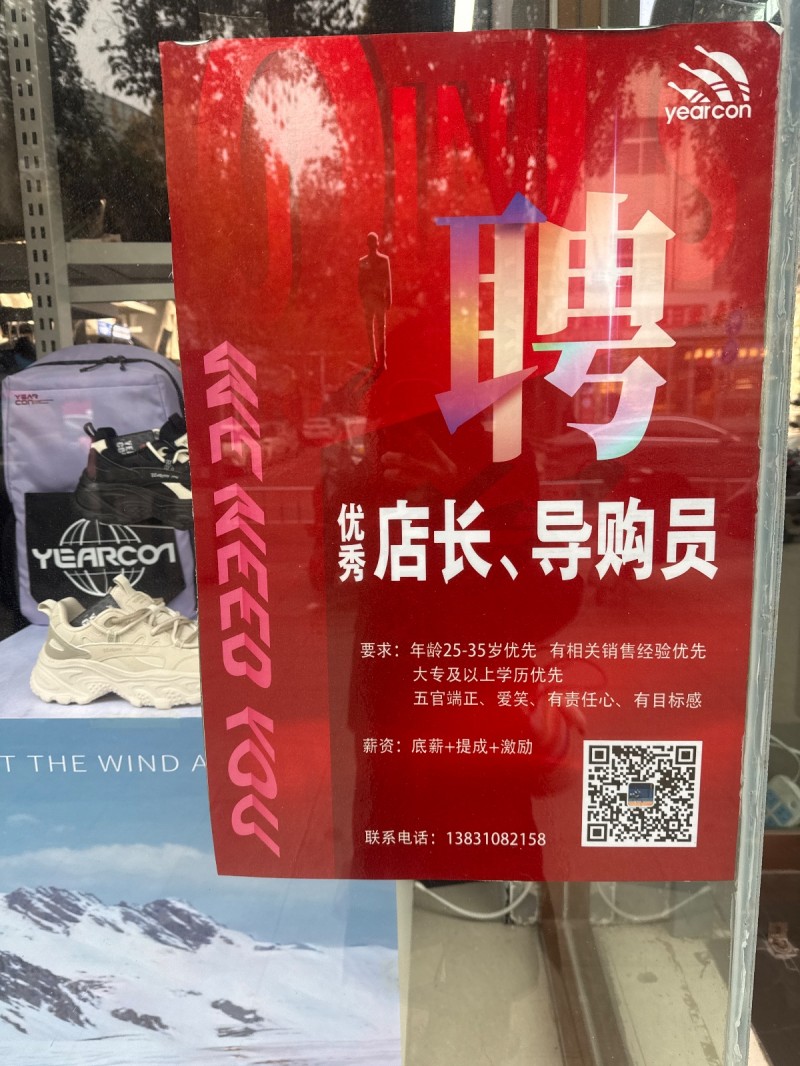 yearcon
聘
优秀
店长、导购员
WE NEED YOU
要求：年龄25-35岁优先 有相关销售经验优先
大专及以上学历优先
五官端正、爱笑、有责任心、有目标感
薪资：底薪+提成+激励
联系电话：13831082158
YEAR
CON
YEARCON
T THE WIND A